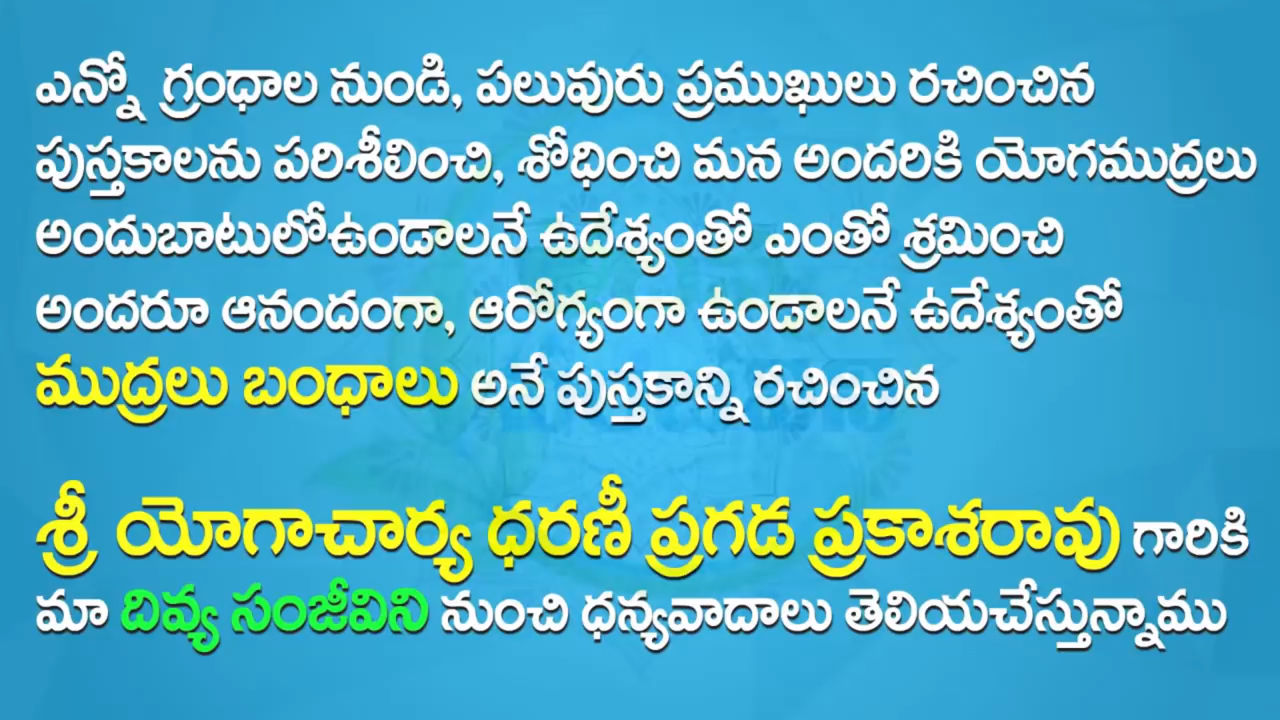 ఎన్నో గ్రంధాల నుండి, పలువురు ప్రముఖులు రచించిన
పుస్తకాలను పరిశీలించి, శోధించి మన అందరికి యోగముద్రలు
అందుబాటులోఉండాలనే ఉదేశ్యంతో ఎంతో శ్రమించి
అందరూ ఆనందంగా, ఆరోగ్యంగా ఉండాలనే ఉదేశ్యంతో
ముద్రలు బంధాలు అనే పుస్తకాన్ని రచించిన
శ్రీ యోగాచార్య ధరణీ ప్రగడ ప్రకాశరావు గారికి
మా దివ్య సంజీవిని నుంచి ధన్యవాదాలు తెలియచేస్తున్నాము